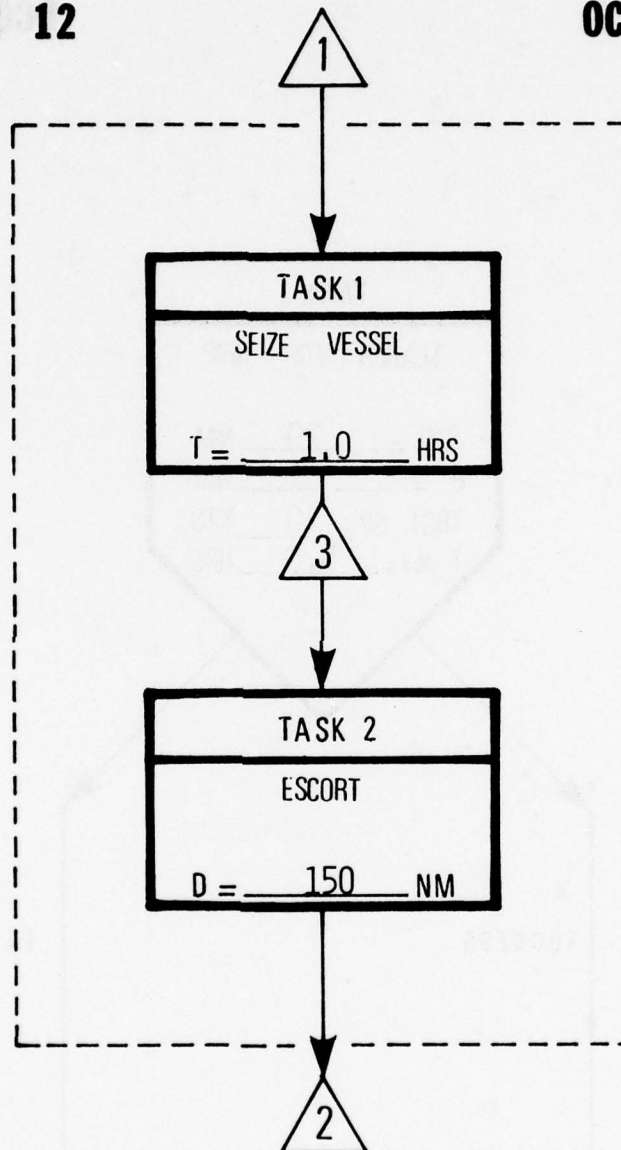 12 OC
1
TASK 1
SEIZE VESSEL
T = 1.0 HRS
3
TASK 2
ESCORT
D = 150 NM
2